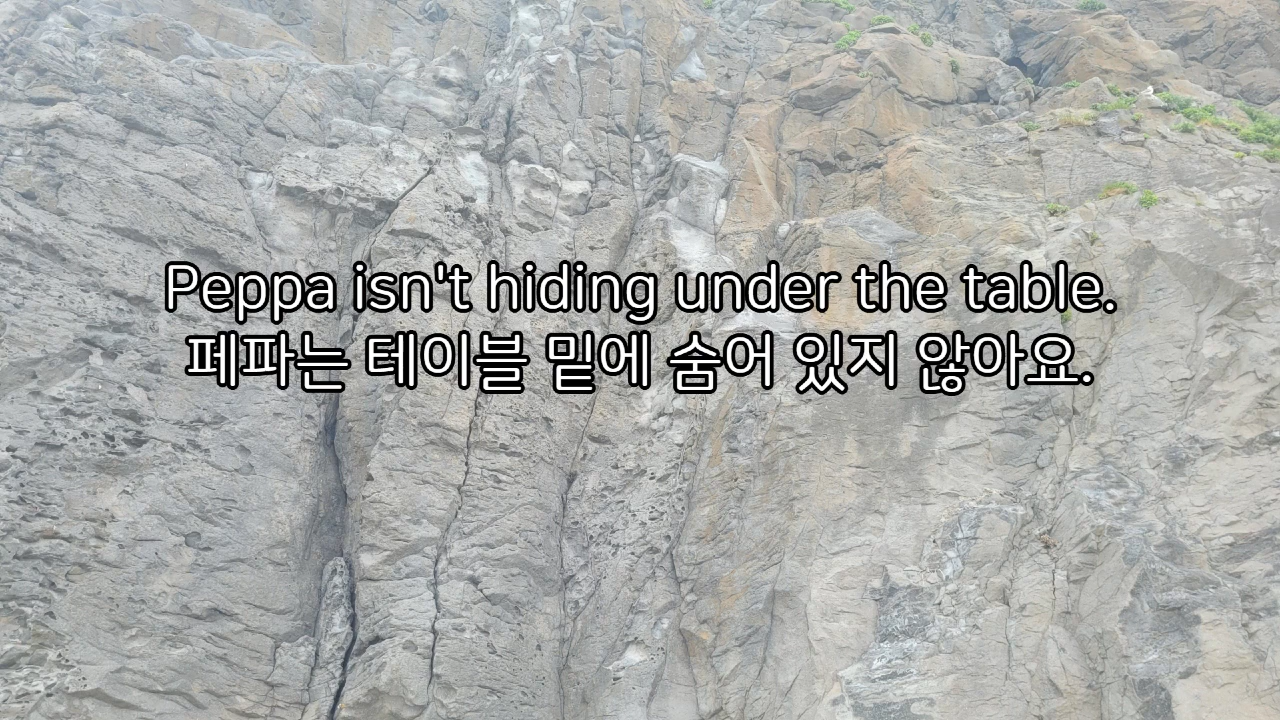 Peppa isn't hiding under the table.
페파는 테이블 밑에 숨어 있지 않아요.